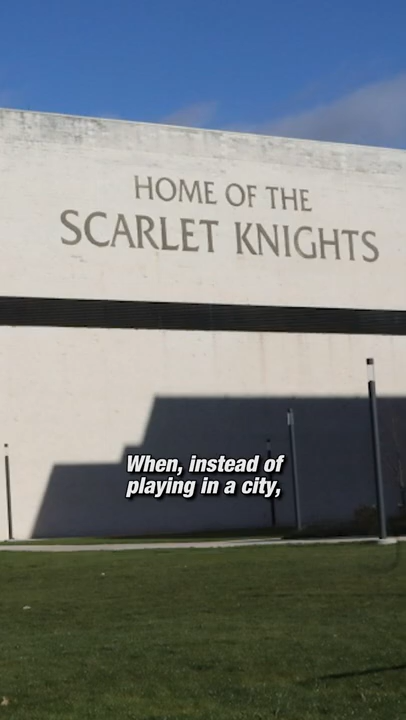 HOME OF THE
SCARLET KNIGHTS
When, instead of
playing in a city,